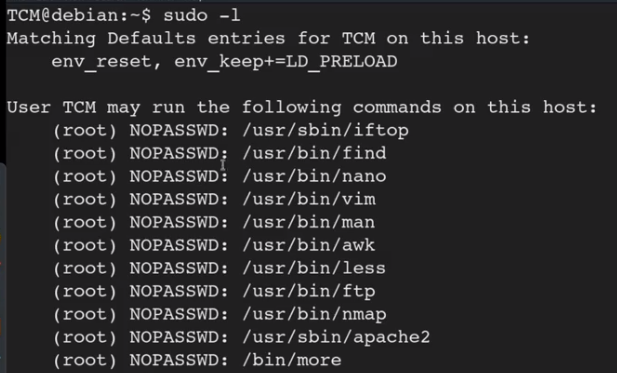 TCM@debian:~$ sudo -l
Matching Defaults entries for TCM on this host:
    env_reset, env_keep+=LD_PRELOAD

User TCM may run the following commands on this host:
    (root) NOPASSWD: /usr/sbin/iftop
    (root) NOPASSWD: /usr/bin/find
    (root) NOPASSWD: /usr/bin/nano
    (root) NOPASSWD: /usr/bin/vim
    (root) NOPASSWD: /usr/bin/man
    (root) NOPASSWD: /usr/bin/awk
    (root) NOPASSWD: /usr/bin/less
    (root) NOPASSWD: /usr/bin/ftp
    (root) NOPASSWD: /usr/bin/nmap
    (root) NOPASSWD: /usr/sbin/apache2
    (root) NOPASSWD: /bin/more